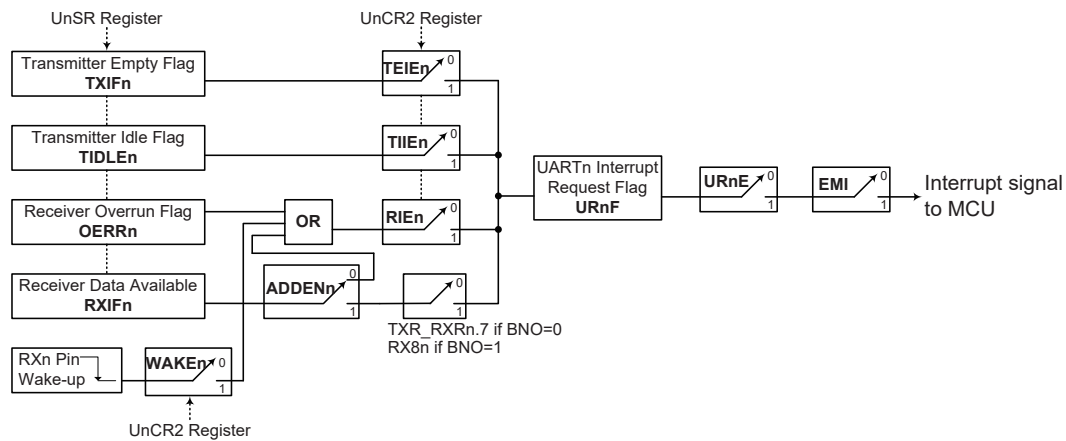 UnSR Register
UnCR2 Register
Transmitter Empty Flag
TXIFn
TEIEn
0
1
Transmitter Idle Flag
TIDLEn
TIIEn
0
1
UARTn Interrupt
Request Flag
URnF
URnE
0
1
EMI
0
1
Interrupt signal
to MCU
Receiver Overrun Flag
OERRn
OR
RIEn
0
1
Receiver Data Available
RXIFn
ADDENn
0
1
0
1
TXR_RXRn.7 if BNO=0
RX8n if BNO=1
RXn Pin
Wake-up
WAKEn
0
1
UnCR2 Register